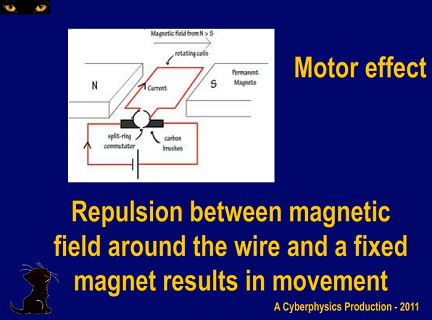 Motor effect
Magnetic field from N > S
rotating coils
N
S
Permanent
Magnets
Current
split-ring
commutator
carbon
brushes
Repulsion between magnetic
field around the wire and a fixed
magnet results in movement
A Cyberphysics Production - 2011